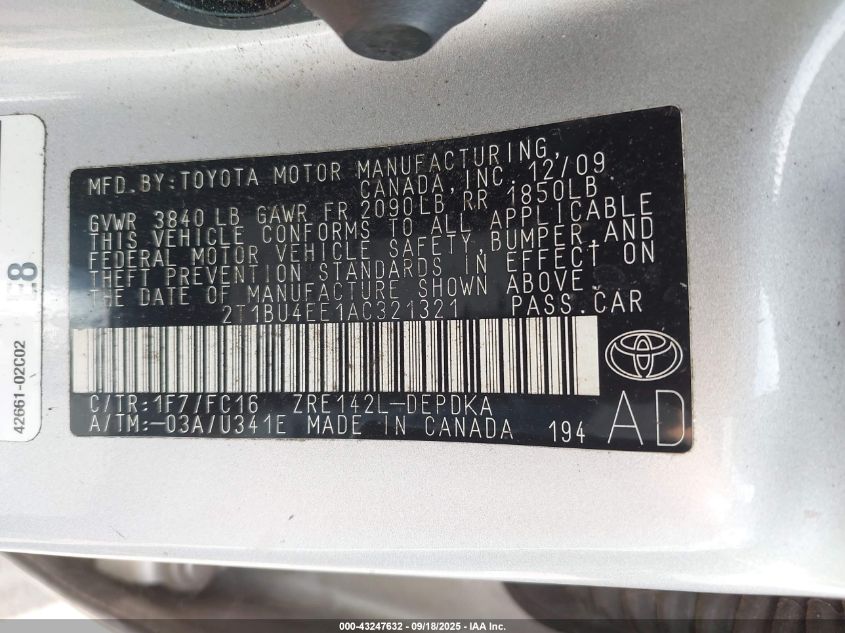 MFD.BY:TOYOTA MOTOR MANUFACTURING,
CANADA,INC. 12/09
GVWR 3840 LB GAWR FR 2090LB RR 1850LB
THIS VEHICLE CONFORMS TO ALL APPLICABLE
FEDERAL MOTOR VEHICLE SAFETY,BUMPER,AND
THEFT PREVENTION STANDARDS IN EFFECT ON
THE DATE OF MANUFACTURE SHOWN ABOVE.
2T1BU4EE1AC321321 PASS.CAR
C/TR:1F7/FC16 ZRE142L-DEPDKA
A/TM:-03A/U341E MADE IN CANADA 194
AD
42661-02C02
000-43247632 - 09/18/2025 - IAA Inc.